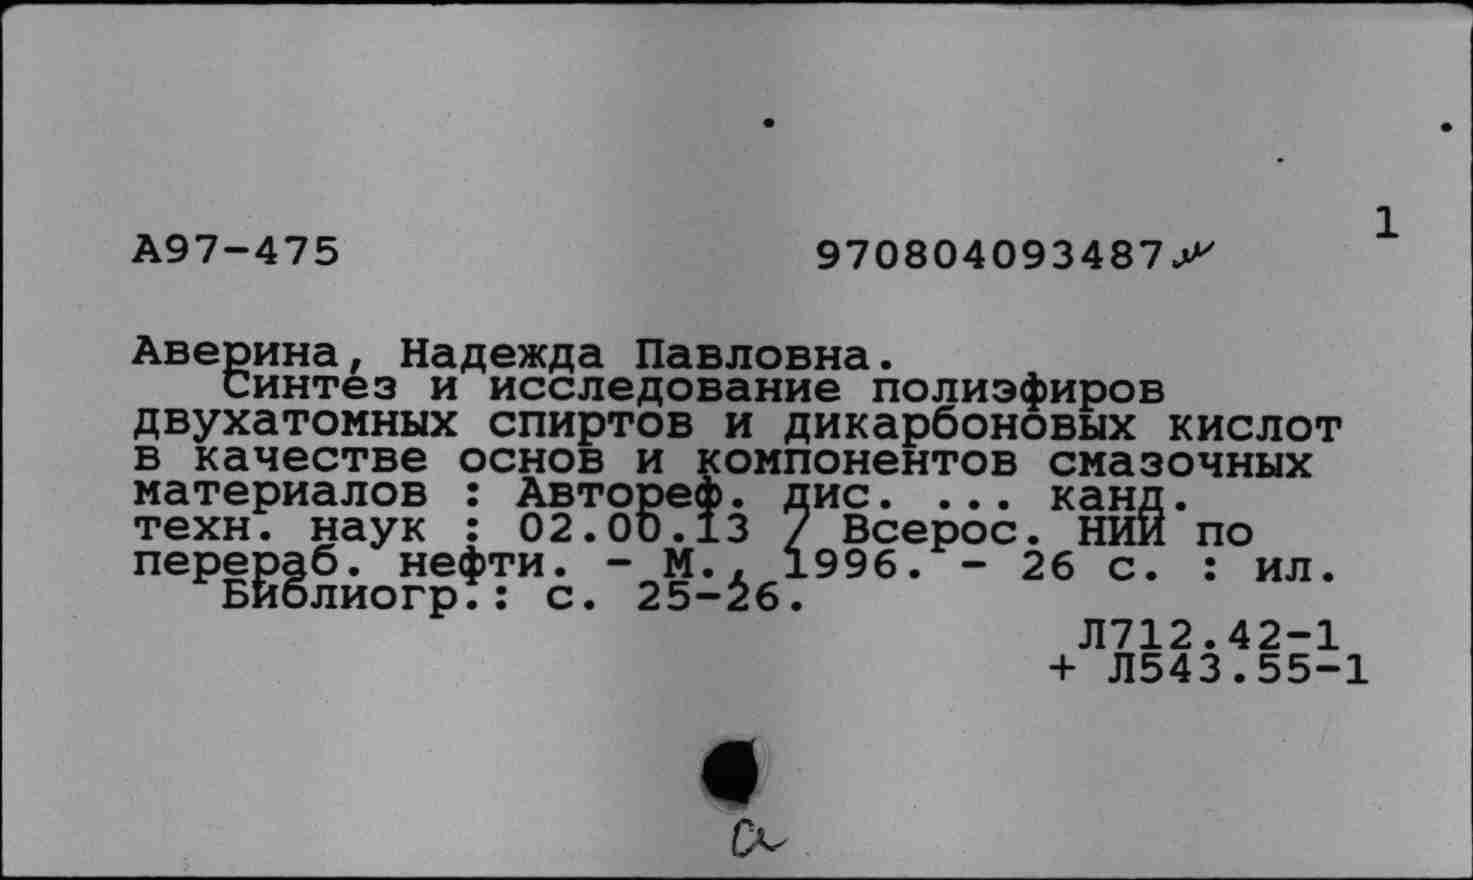 1
А97-475 970804093487
Аверина, Надежда Павловна.
Синтез и исследование полиэфиров
двухатомных спиртов и дикарбоновых кислот
в качестве основ и компонентов смазочных
материалов : Автореф. дис. ... канд.
техн. наук : 02.00.13 / Всерос. НИИ по
перераб. нефти. - М., 1996. - 26 с. : ил.
Библиогр.: с. 25-26.
Л712.42-1
+ Л543.55-1